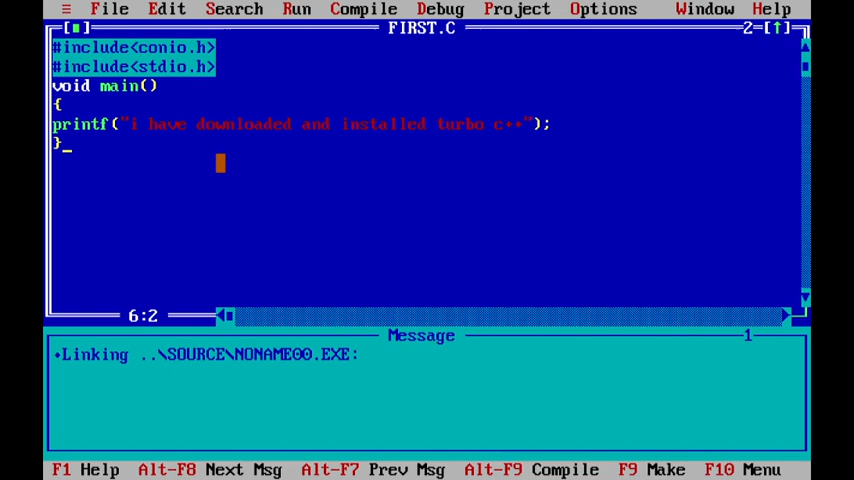 ≡ File Edit Search Run Compile Debug Project Options Window Help
[■] FIRST.C 2=[↑]
#include<conio.h>
#include<stdio.h>
void main()
{
printf("i have downloaded and installed turbo c++");
}
6:2
Message 1
•Linking ..\SOURCE\NONAME00.EXE:
F1 Help Alt-F8 Next Msg Alt-F7 Prev Msg Alt-F9 Compile F9 Make F10 Menu